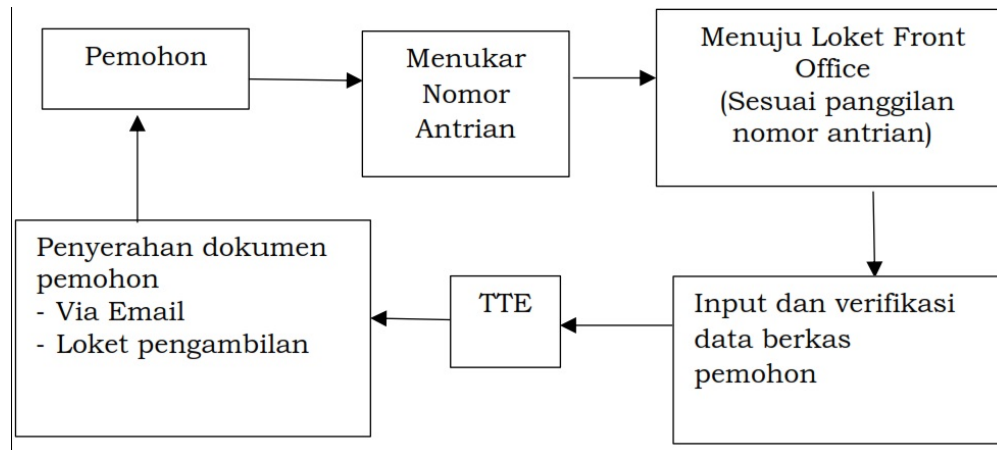 Pemohon
Menukar
Nomor
Antrian
Menuju Loket Front
Office
(Sesuai panggilan
nomor antrian)
Input dan verifikasi
data berkas
pemohon
TTE
Penyerahan dokumen
pemohon
- Via Email
- Loket pengambilan